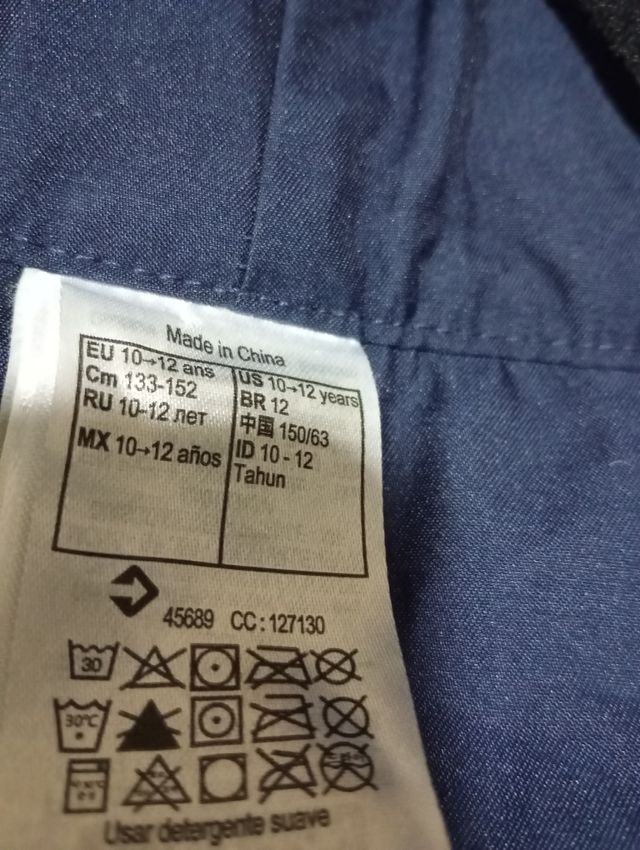 Made in China
EU 10→12 ans
Cm 133-152
RU 10-12 лет
MX 10→12 años
US 10→12 years
BR 12
中国 150/63
ID 10 - 12
Tahun
45689 CC : 127130
30
30°C
Usar detergente suave